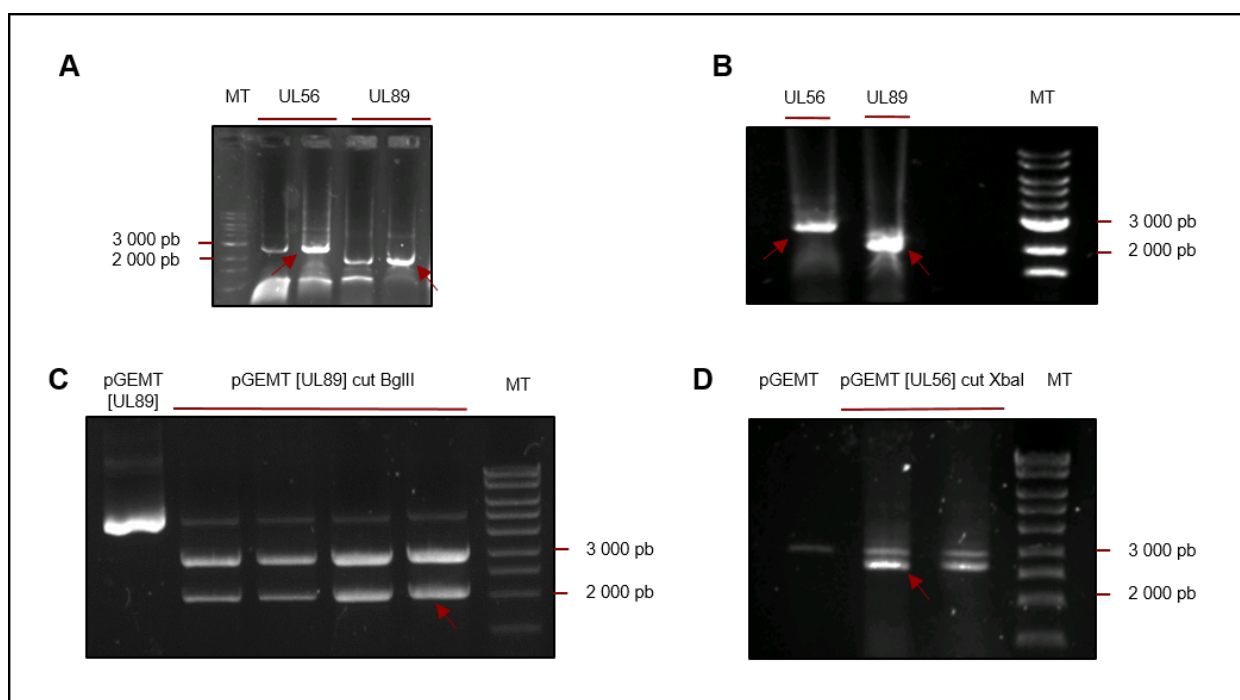 A
MT UL56 UL89
3 000 pb
2 000 pb
B
UL56 UL89 MT
3 000 pb
2 000 pb
C
pGEMT
[UL89]
pGEMT [UL89] cut BglII
MT
3 000 pb
2 000 pb
D
pGEMT pGEMT [UL56] cut XbaI MT
3 000 pb
2 000 pb